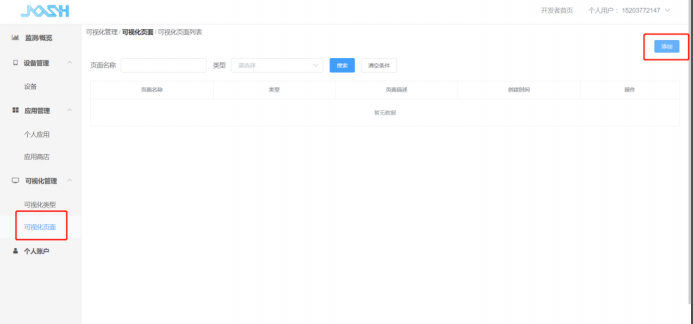 JXXSH
开发者首页 个人用户：15203772147
监测/概览
可视化管理 / 可视化页面 / 可视化页面列表
添加
设备管理
页面名称 类型 请选择 搜索 清空条件
设备
页面名称 类型 页面描述 创建时间 操作
应用管理
暂无数据
个人应用
应用商店
可视化管理
可视化类型
可视化页面
个人账户